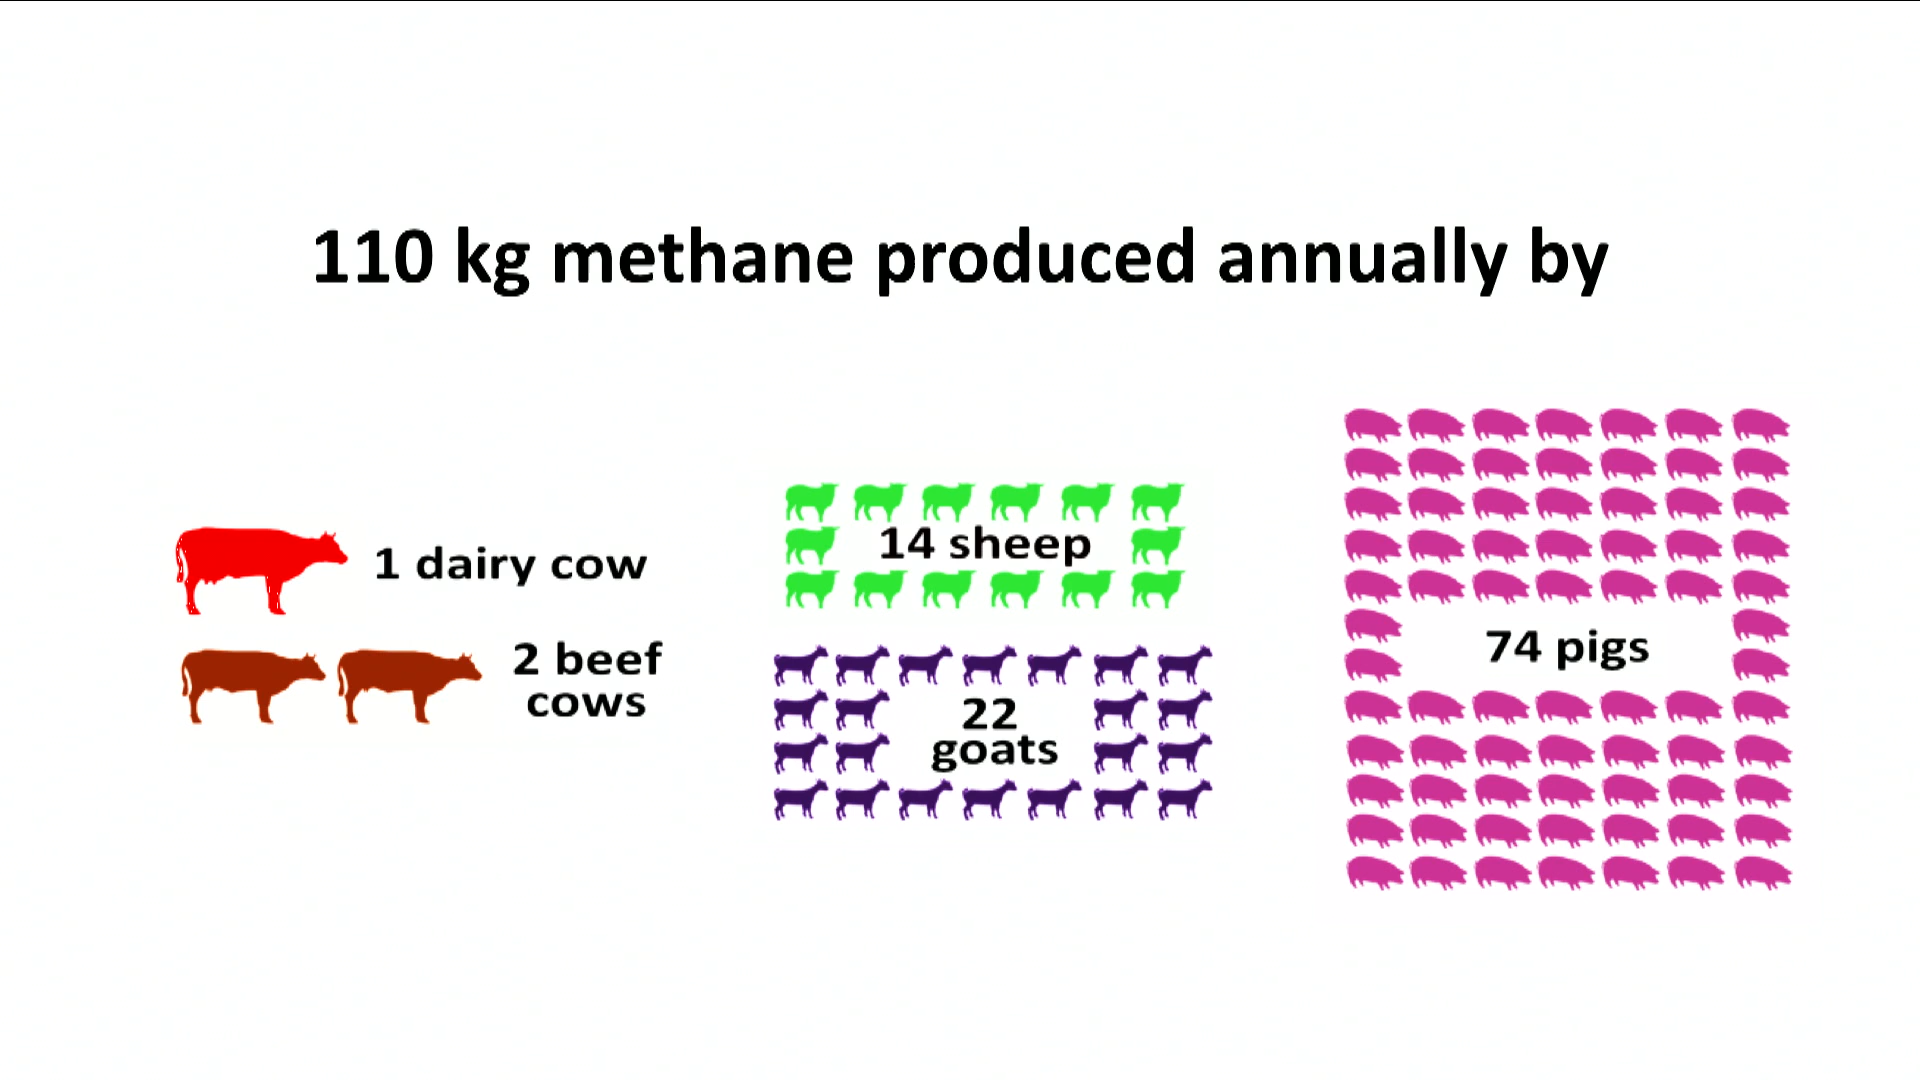 110 kg methane produced annually by
1 dairy cow
2 beef
cows
14 sheep
22
goats
74 pigs